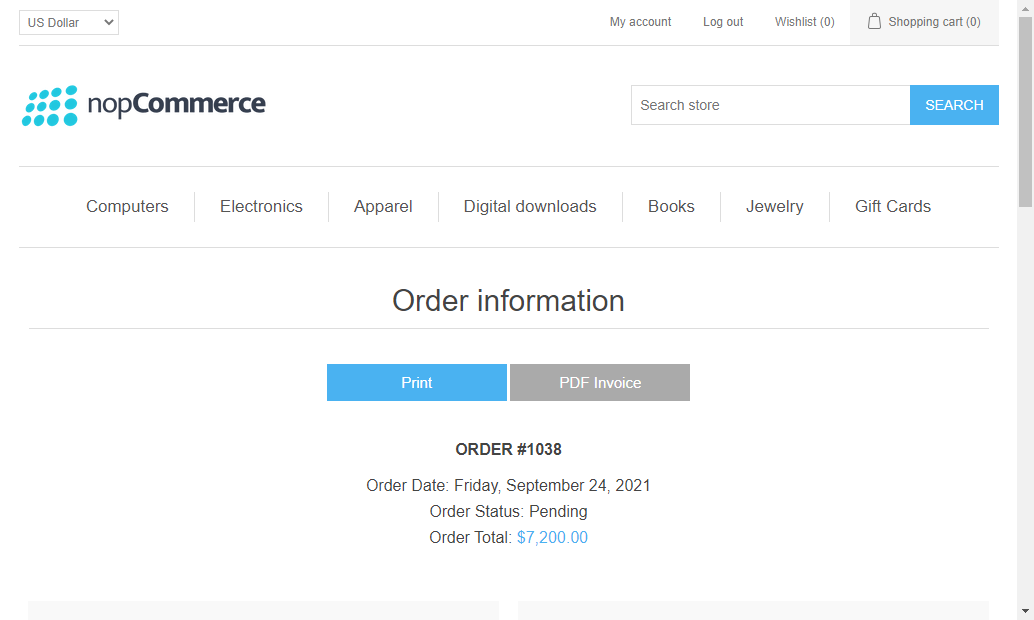 US Dollar
My account
Log out
Wishlist (0)
Shopping cart (0)
nopCommerce
Search store
SEARCH
Computers
Electronics
Apparel
Digital downloads
Books
Jewelry
Gift Cards
Order information
Print
PDF Invoice
ORDER #1038
Order Date: Friday, September 24, 2021
Order Status: Pending
Order Total: $7,200.00